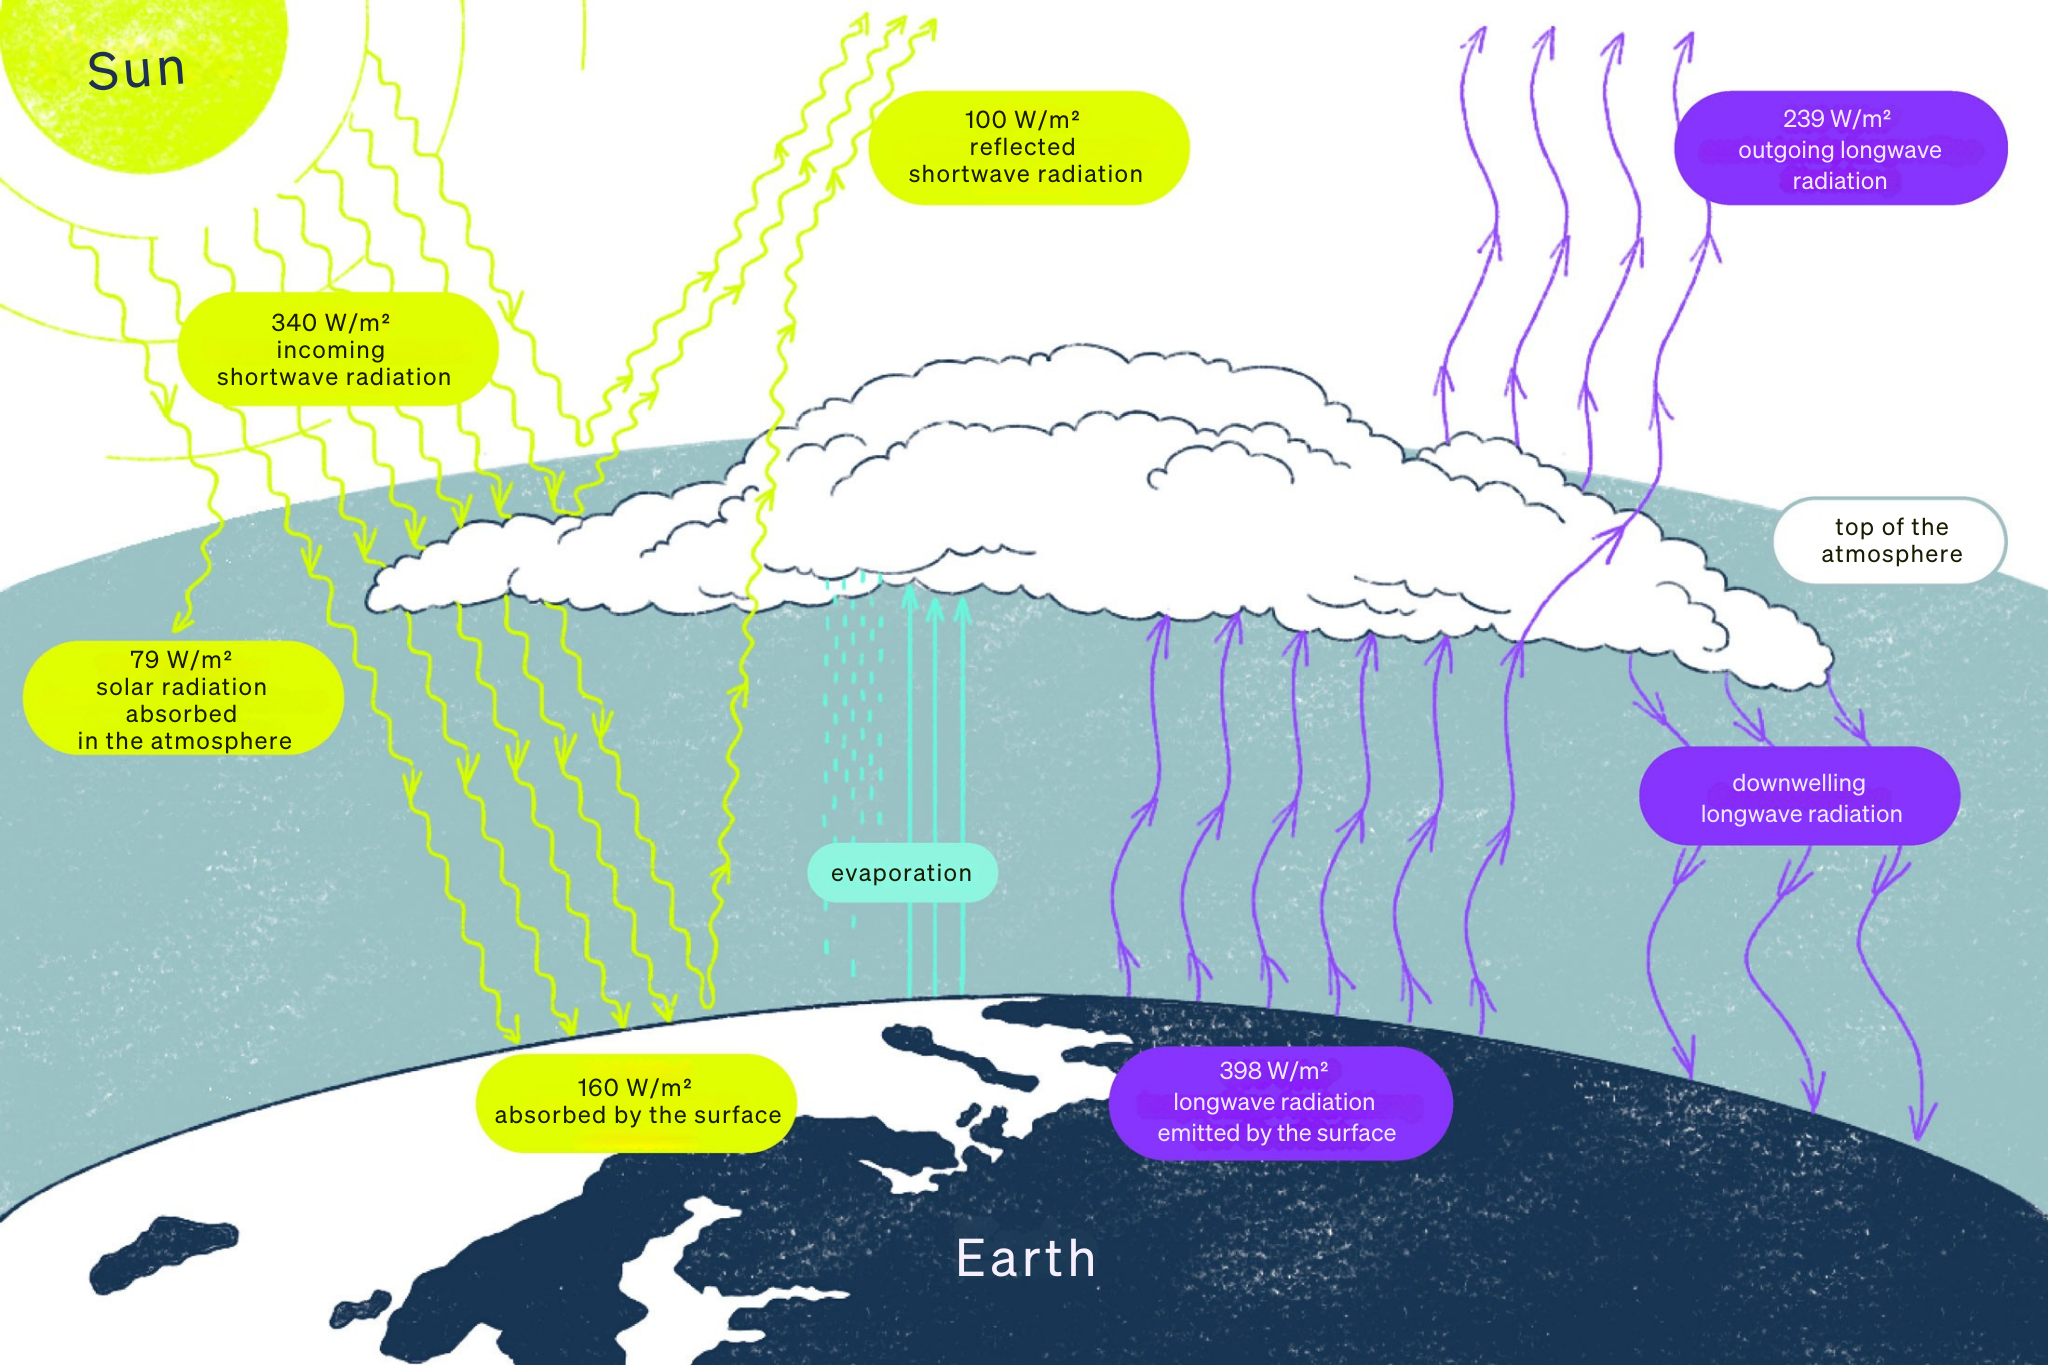 Sun
100 W/m²
reflected
shortwave radiation
239 W/m²
outgoing longwave
radiation
340 W/m²
incoming
shortwave radiation
top of the
atmosphere
79 W/m²
solar radiation
absorbed
in the atmosphere
downwelling
longwave radiation
evaporation
160 W/m²
absorbed by the surface
398 W/m²
longwave radiation
emitted by the surface
Earth